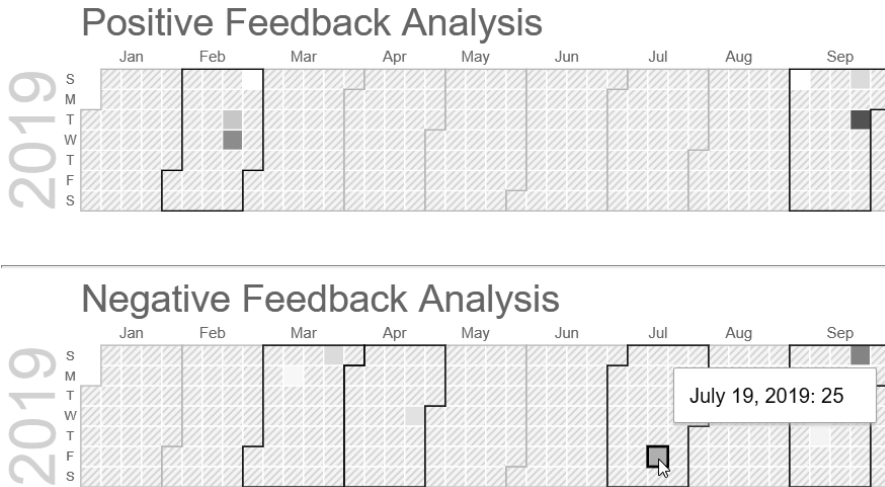 Positive Feedback Analysis
Jan Feb Mar Apr May Jun Jul Aug Sep
2019
S
M
T
W
T
F
S
Negative Feedback Analysis
Jan Feb Mar Apr May Jun Jul Aug Sep
2019
S
M
T
W
T
F
S
July 19, 2019: 25